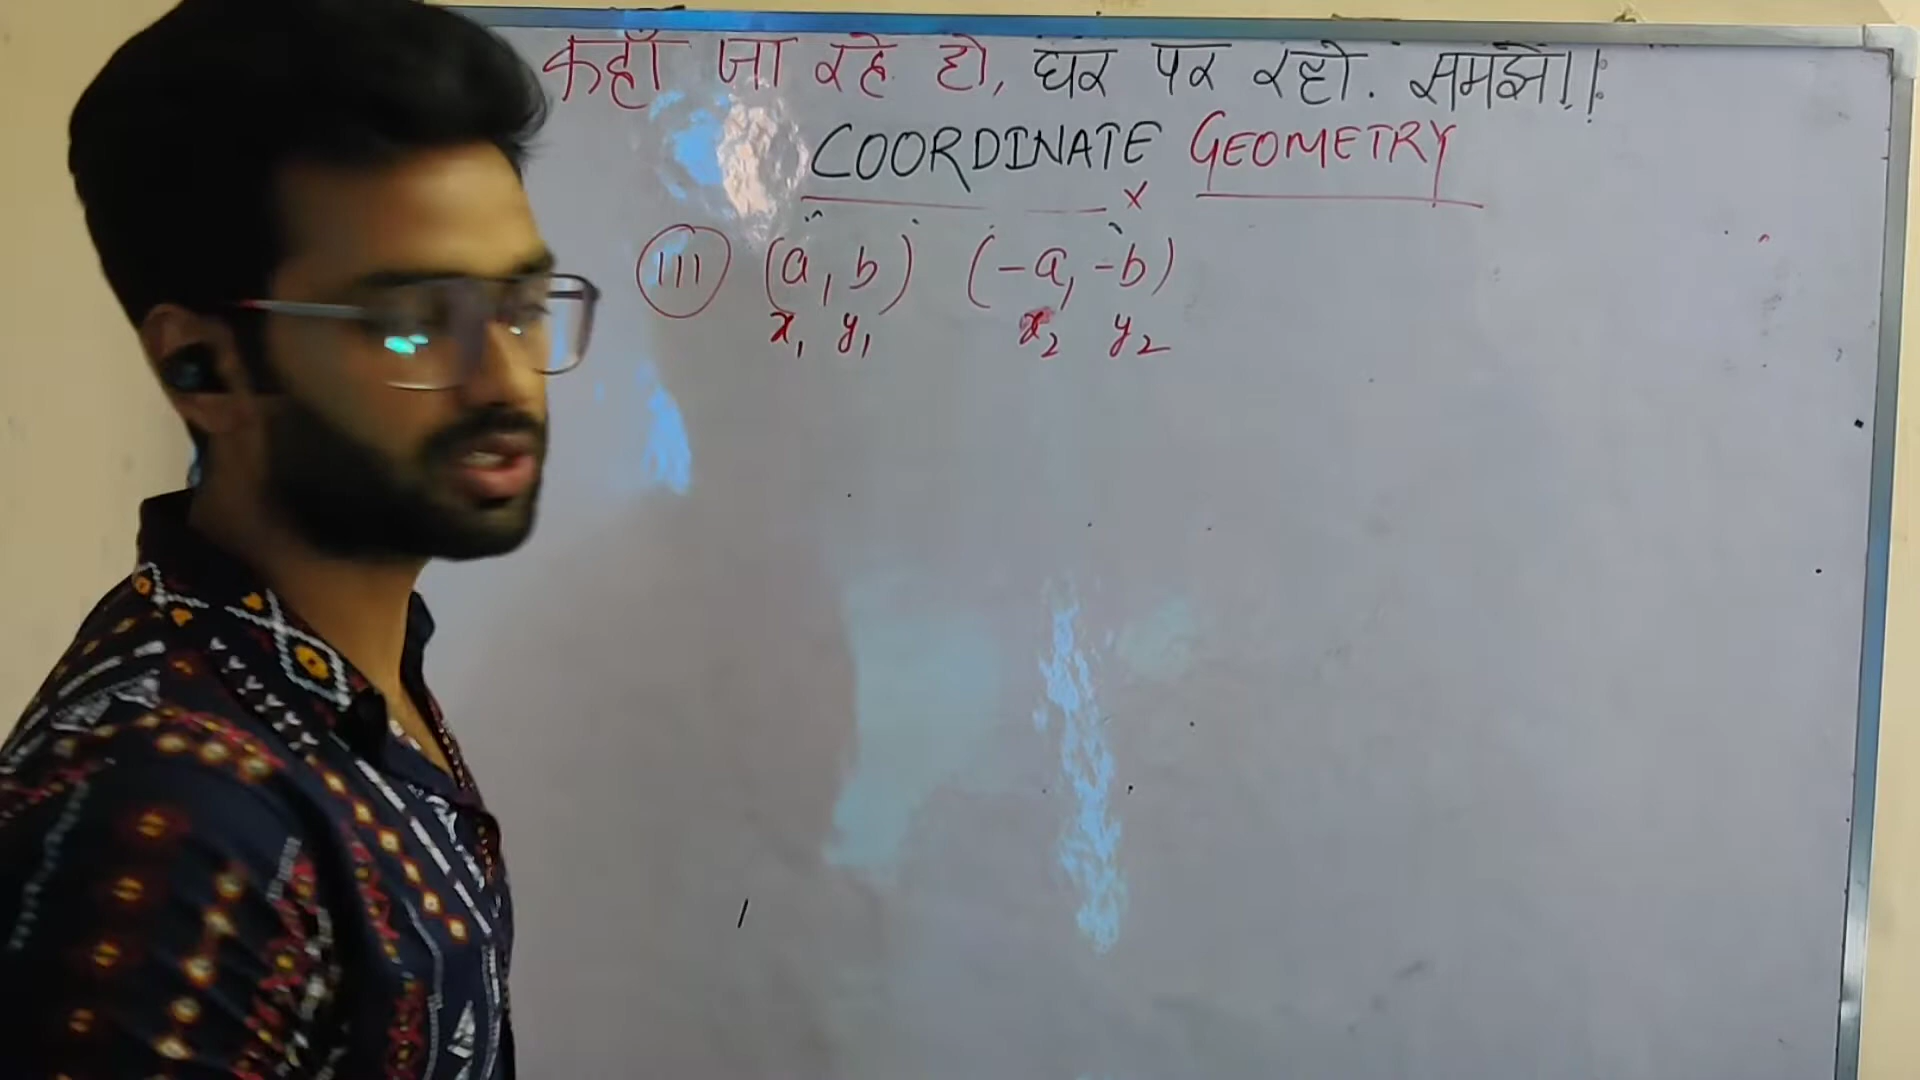 कहाँ जा रहे हो, घर पर रहो. समझे!!
COORDINATE GEOMETRY
x
(iii) (a, b) (-a, -b)
x₁ y₁ x₂ y₂